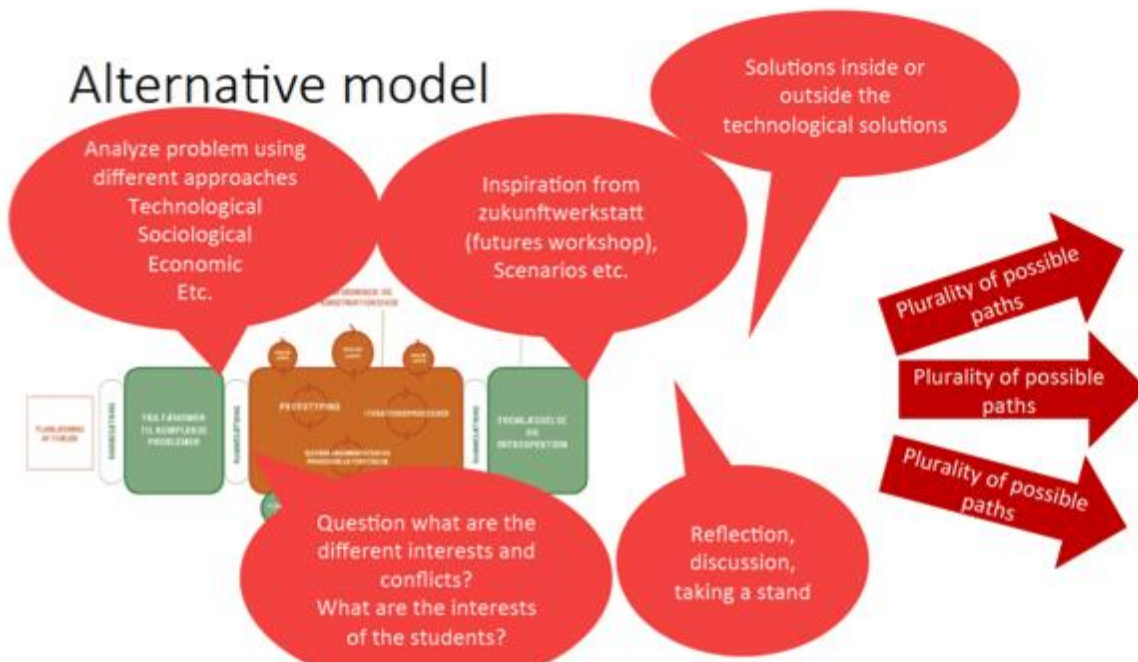 Alternative model
Analyze problem using
different approaches
Technological
Sociological
Economic
Etc.
Inspiration from
zukunftwerkstatt
(futures workshop),
Scenarios etc.
Solutions inside or
outside the
technological solutions
Plurality of possible
paths
Plurality of possible
paths
Plurality of possible
paths
PROTOTYPING
PROBLEMER
OG
Question what are the
different interests and
conflicts?
What are the interests
of the students?
Reflection,
discussion,
taking a stand